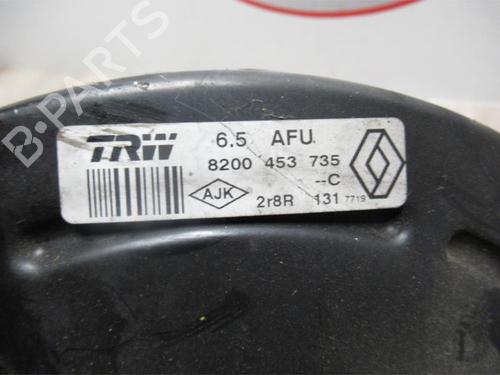 TRW 6.5 AFU
8200 453 735
--C
AJK 2r8R 131 7719
B-PARTS